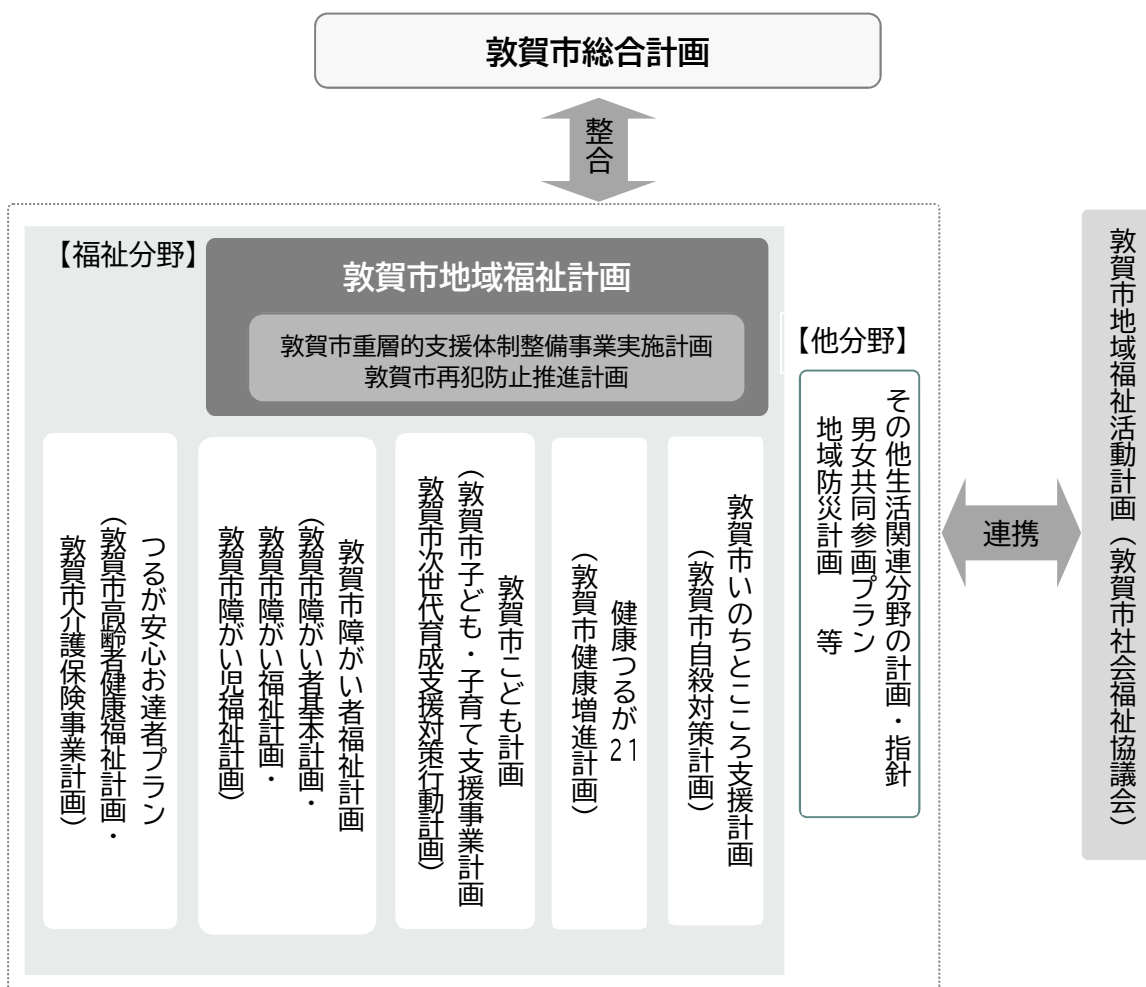 敦賀市総合計画
整合
【福祉分野】
敦賀市地域福祉計画
敦賀市重層的支援体制整備事業実施計画
敦賀市再犯防止推進計画
つるが安心お達者プラン
（敦賀市高齢者健康福祉計画・
敦賀市介護保険事業計画）
敦賀市障がい者福祉計画
（敦賀市障がい者基本計画・
敦賀市障がい福祉計画・
敦賀市障がい児福祉計画）
敦賀市こども計画
（敦賀市子ども・子育て支援事業計画
敦賀市次世代育成支援対策行動計画）
健康つるが21
（敦賀市健康増進計画）
敦賀市いのちとこころ支援計画
（敦賀市自殺対策計画）
【他分野】
その他生活関連分野の計画・指針
男女共同参画プラン
地域防災計画　等
連携
敦賀市地域福祉活動計画（敦賀市社会福祉協議会）